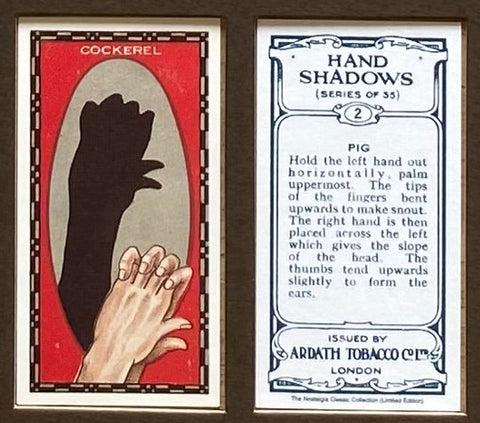 COCKEREL
HAND
SHADOWS
(SERIES OF 35)
2
PIG
Hold the left hand out
horizontally, palm
uppermost. The tips
of the fingers bent
upwards to make snout.
The right hand is then
placed across the left
which gives the slope
of the head. The
thumbs tend upwards
slightly to form the
ears.
ISSUED BY
ARDATH TOBACCO CO LTD
LONDON
The Nostalgia Classic Collection (Limited Edition)